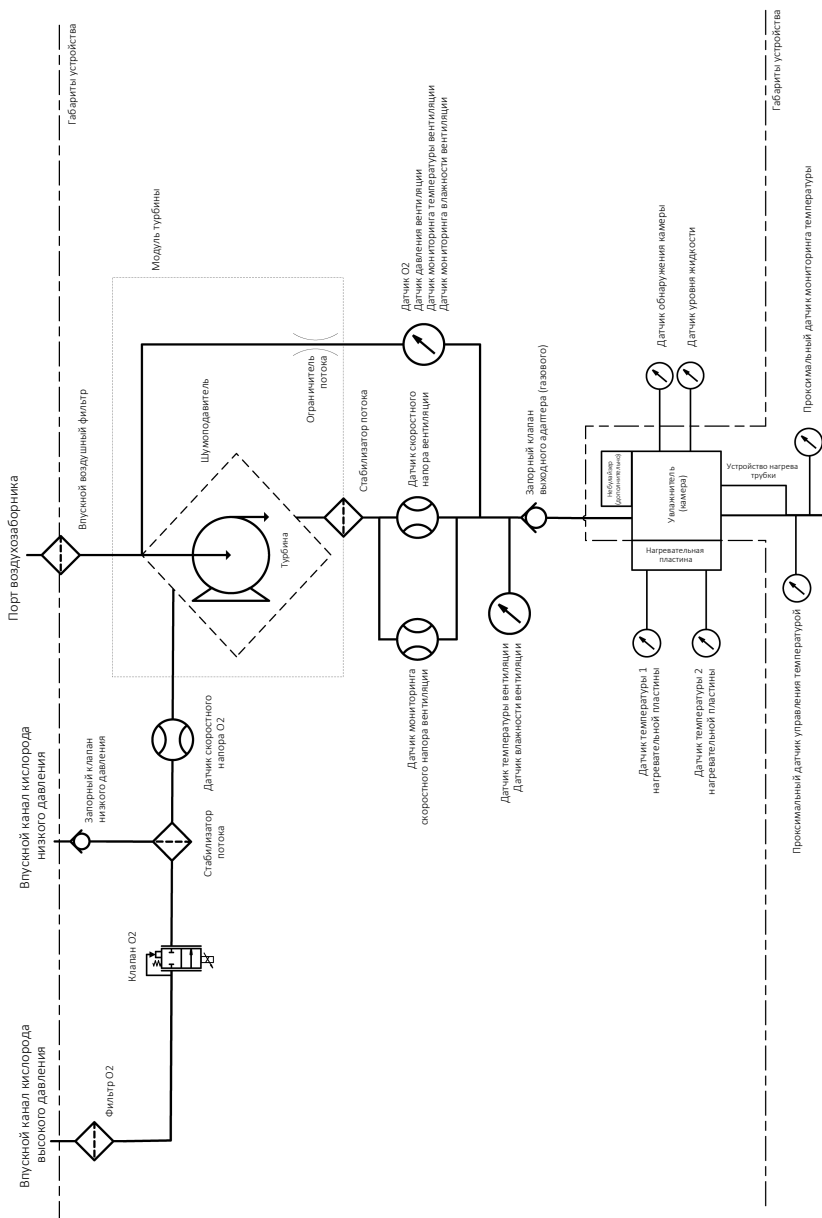 Порт воздухозаборника
Впускной воздушный фильтр
Габариты устройства
Модуль турбины
Шумоподавитель
Турбина
Ограничитель
потока
Впускной канал кислорода
низкого давления
Запорный клапан
низкого давления
Датчик скоростного
напора O2
Стабилизатор
потока
Клапан O2
Впускной канал кислорода
высокого давления
Фильтр O2
Стабилизатор потока
Датчик O2
Датчик давления вентиляции
Датчик мониторинга температуры вентиляции
Датчик мониторинга влажности вентиляции
Датчик скоростного
напора вентиляции
Датчик мониторинга
скоростного напора вентиляции
Датчик температуры вентиляции
Датчик влажности вентиляции
Запорный клапан
выходного адаптера (газового)
Датчик обнаружения камеры
Датчик уровня жидкости
Небулайзер
(дополнительно)
Увлажнитель
(камера)
Нагревательная
пластина
Устройство нагрева
трубки
Датчик температуры 1
нагревательной пластины
Датчик температуры 2
нагревательной пластины
Габариты устройства
Проксимальный датчик мониторинга температуры
Проксимальный датчик управления температурой